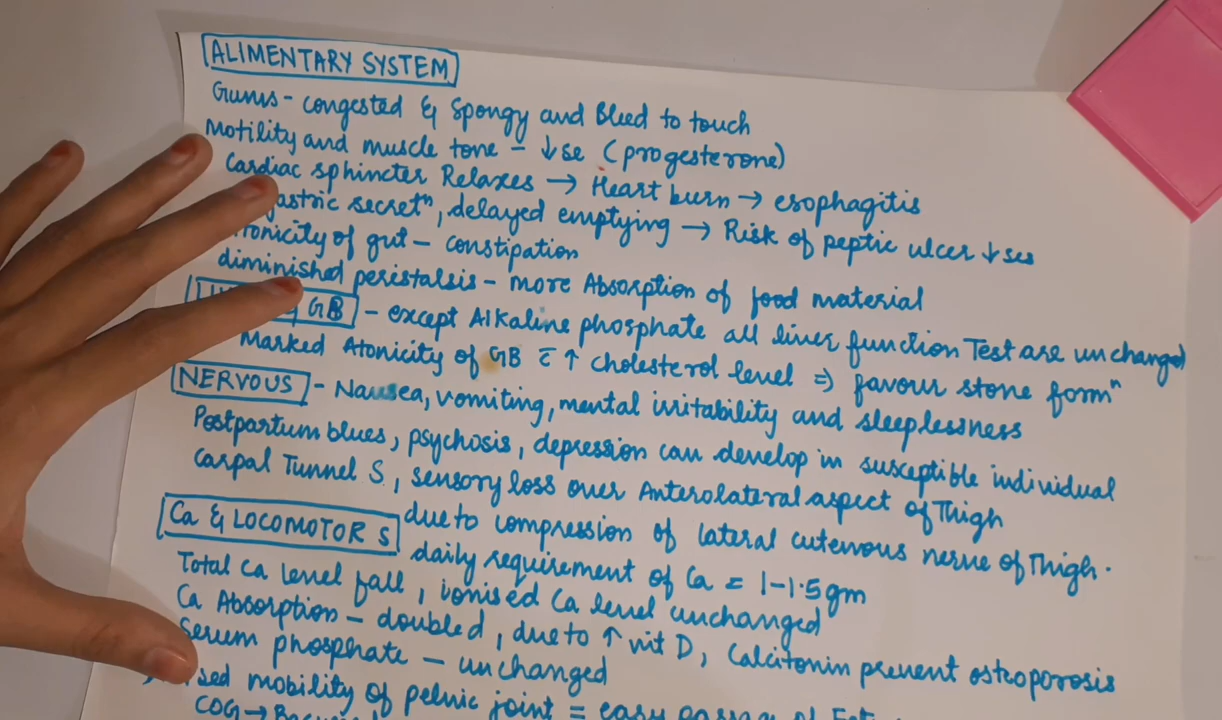 ALIMENTARY SYSTEM
Gums - congested & Spongy and Bleed to touch
Motility and muscle tone - ↓se (progesterone)
Cardiac sphincter Relaxes → Heart burn → esophagitis
gastric secretⁿ, delayed emptying → Risk of peptic ulcer ↓ses
tonicity of gut - constipation
diminished peristalsis - more Absorption of food material
GB - except Alkaline phosphate all liver function Test are unchanged
Marked Atonicity of GB c̄ ↑ cholesterol level ⇒ favour stone formⁿ
NERVOUS - Nausea, vomiting, mental irritability and sleeplessness
Postpartum blues, psychosis, depression can develop in susceptible individual
Carpal Tunnel S, sensory loss over Anterolateral aspect of Thigh
due to compression of lateral cutenous nerve of Thigh.
Ca & LOCOMOTOR S daily requirement of Ca = 1-1.5gm
Total Ca level fall, ionised Ca level unchanged
Ca Absorption - doubled, due to ↑ vit D, Calcitonin prevent ostroporosis
Serum phosphate - unchanged
mobility of pelvic joint = easy passage of
COG →